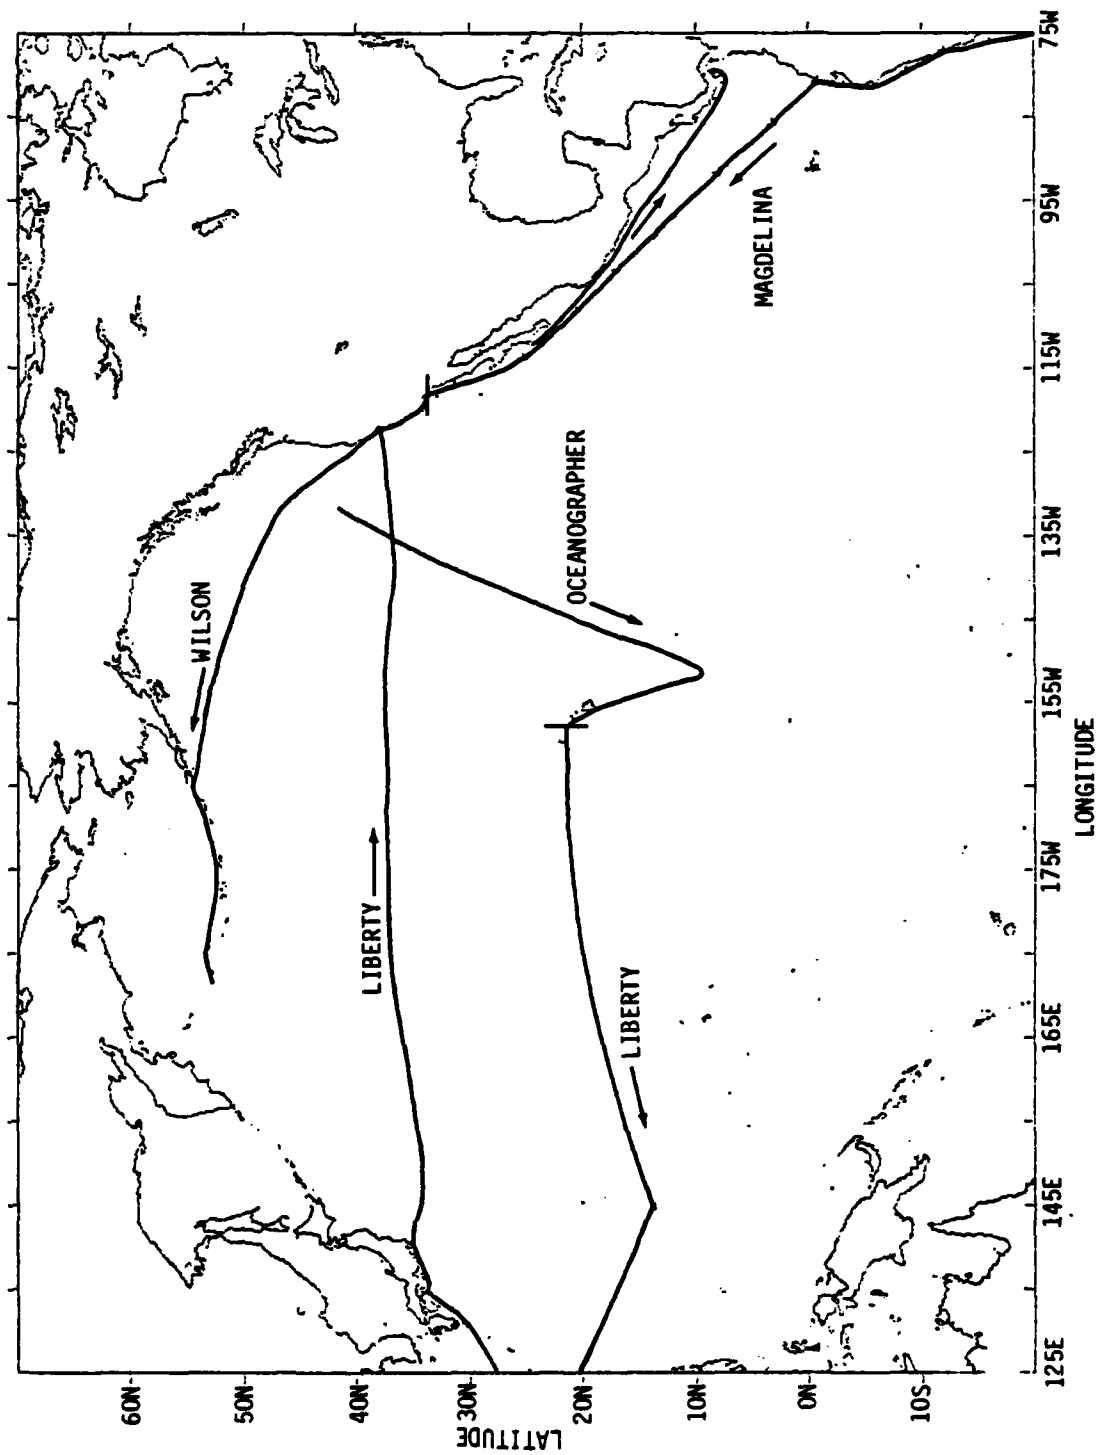 WILSON
LIBERTY
OCEANOGRAPHER
MAGDELINA
LIBERTY
LATITUDE
60N
50N
40N
30N
20N
10N
0N
10S
125E
145E
165E
175W
155W
135W
115W
95W
75W
LONGITUDE